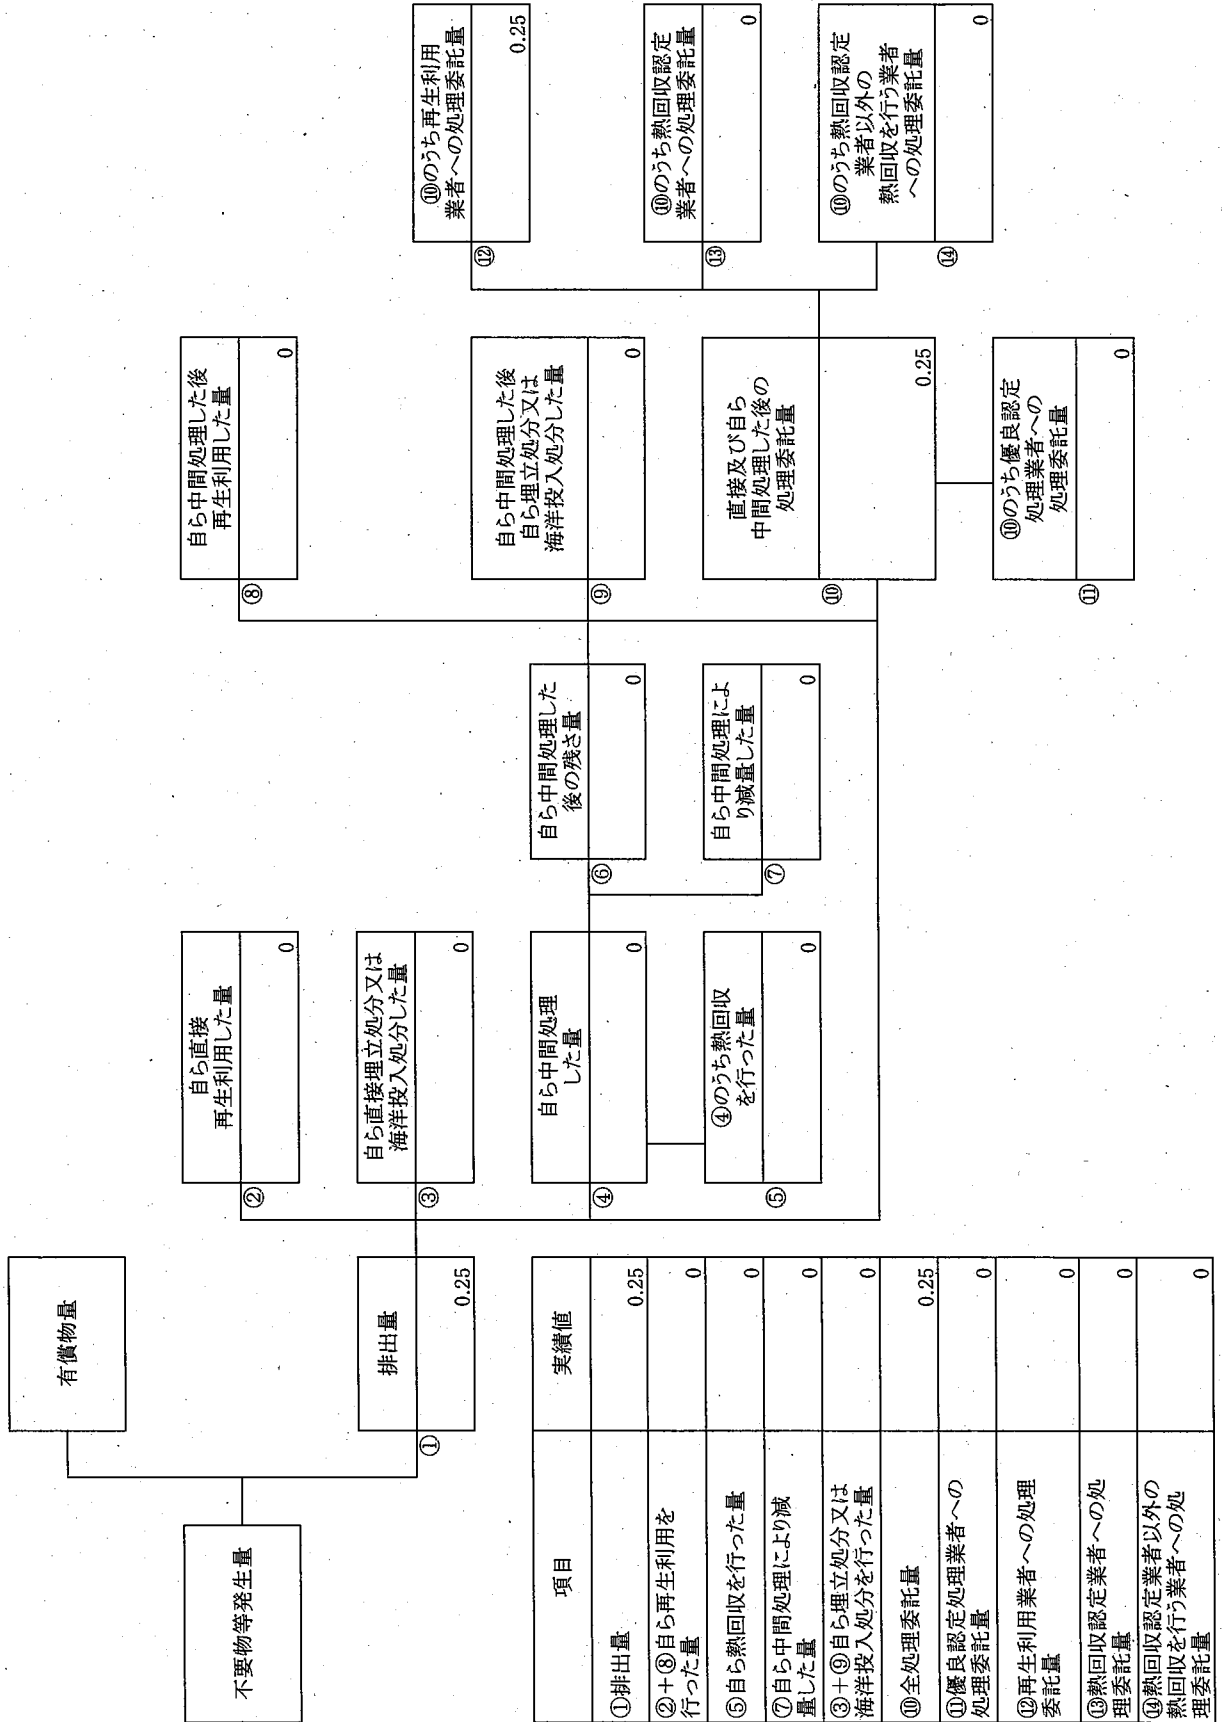 不要物等発生量
有償物量
排出量
①
0.25
自ら直接
再生利用した量
②
0
自ら直接埋立処分又は
海洋投入処分した量
③
0
自ら中間処理
した量
④
0
④のうち熱回収
を行った量
⑤
0
自ら中間処理した
後の残さ量
⑥
0
自ら中間処理によ
り減量した量
⑦
0
自ら中間処理した後
再生利用した量
⑧
0
自ら中間処理した後
自ら埋立処分又は
海洋投入処分した量
⑨
0
直接及び自ら
中間処理した後の
処理委託量
⑩
0.25
⑩のうち優良認定
処理業者への
処理委託量
⑪
0
⑩のうち再生利用
業者への処理委託量
⑫
0.25
⑩のうち熱回収認定
業者への処理委託量
⑬
0
⑩のうち熱回収認定
業者以外の
熱回収を行う業者
への処理委託量
⑭
0
項目 実績値
①排出量 0.25
②+⑧自ら再生利用を
行った量 0
⑤自ら熱回収を行った量 0
⑦自ら中間処理により減
量した量 0
③+⑨自ら埋立処分又は
海洋投入処分を行った量 0
⑩全処理委託量 0.25
⑪優良認定処理業者への
処理委託量 0
⑫再生利用業者への処理
委託量 0
⑬熱回収認定業者への処
理委託量 0
⑭熱回収認定業者以外の
熱回収を行う業者への処
理委託量 0